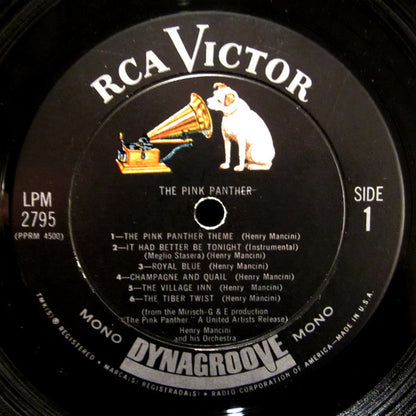 RCA VICTOR
THE PINK PANTHER
LPM
2795
(PPRM 4500)
SIDE
1
1—THE PINK PANTHER THEME (Henry Mancini)
2—IT HAD BETTER BE TONIGHT (Instrumental)
(Meglio Stasera) (Henry Mancini)
3—ROYAL BLUE (Henry Mancini)
4—CHAMPAGNE AND QUAIL (Henry Mancini)
5—THE VILLAGE INN (Henry Mancini)
6—THE TIBER TWIST (Henry Mancini)
(from the Mirisch-G & E production
"The Pink Panther," A United Artists Release)
Henry Mancini
and his Orchestra
MONO DYNAGROOVE MONO
TMK(S) ® REGISTERED • MARCA(S) REGISTRADA(S) • RADIO CORPORATION OF AMERICA—MADE IN U.S.A.